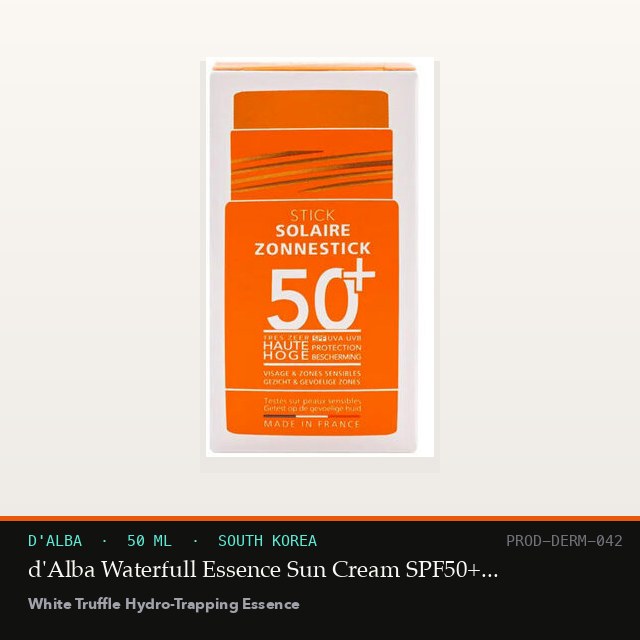 STICK
SOLAIRE
ZONNESTICK
50+
TRÈS ZEER SPF UVA-UVB
HAUTE PROTECTION
HOGE BESCHERMING
VISAGE & ZONES SENSIBLES
GEZICHT & GEVOELIGE ZONES
Testés sur peaux sensibles
Getest op de gevoelige huid
MADE IN FRANCE
D'ALBA · 50 ML · SOUTH KOREA
PROD-DERM-042
d'Alba Waterfull Essence Sun Cream SPF50+...
White Truffle Hydro-Trapping Essence